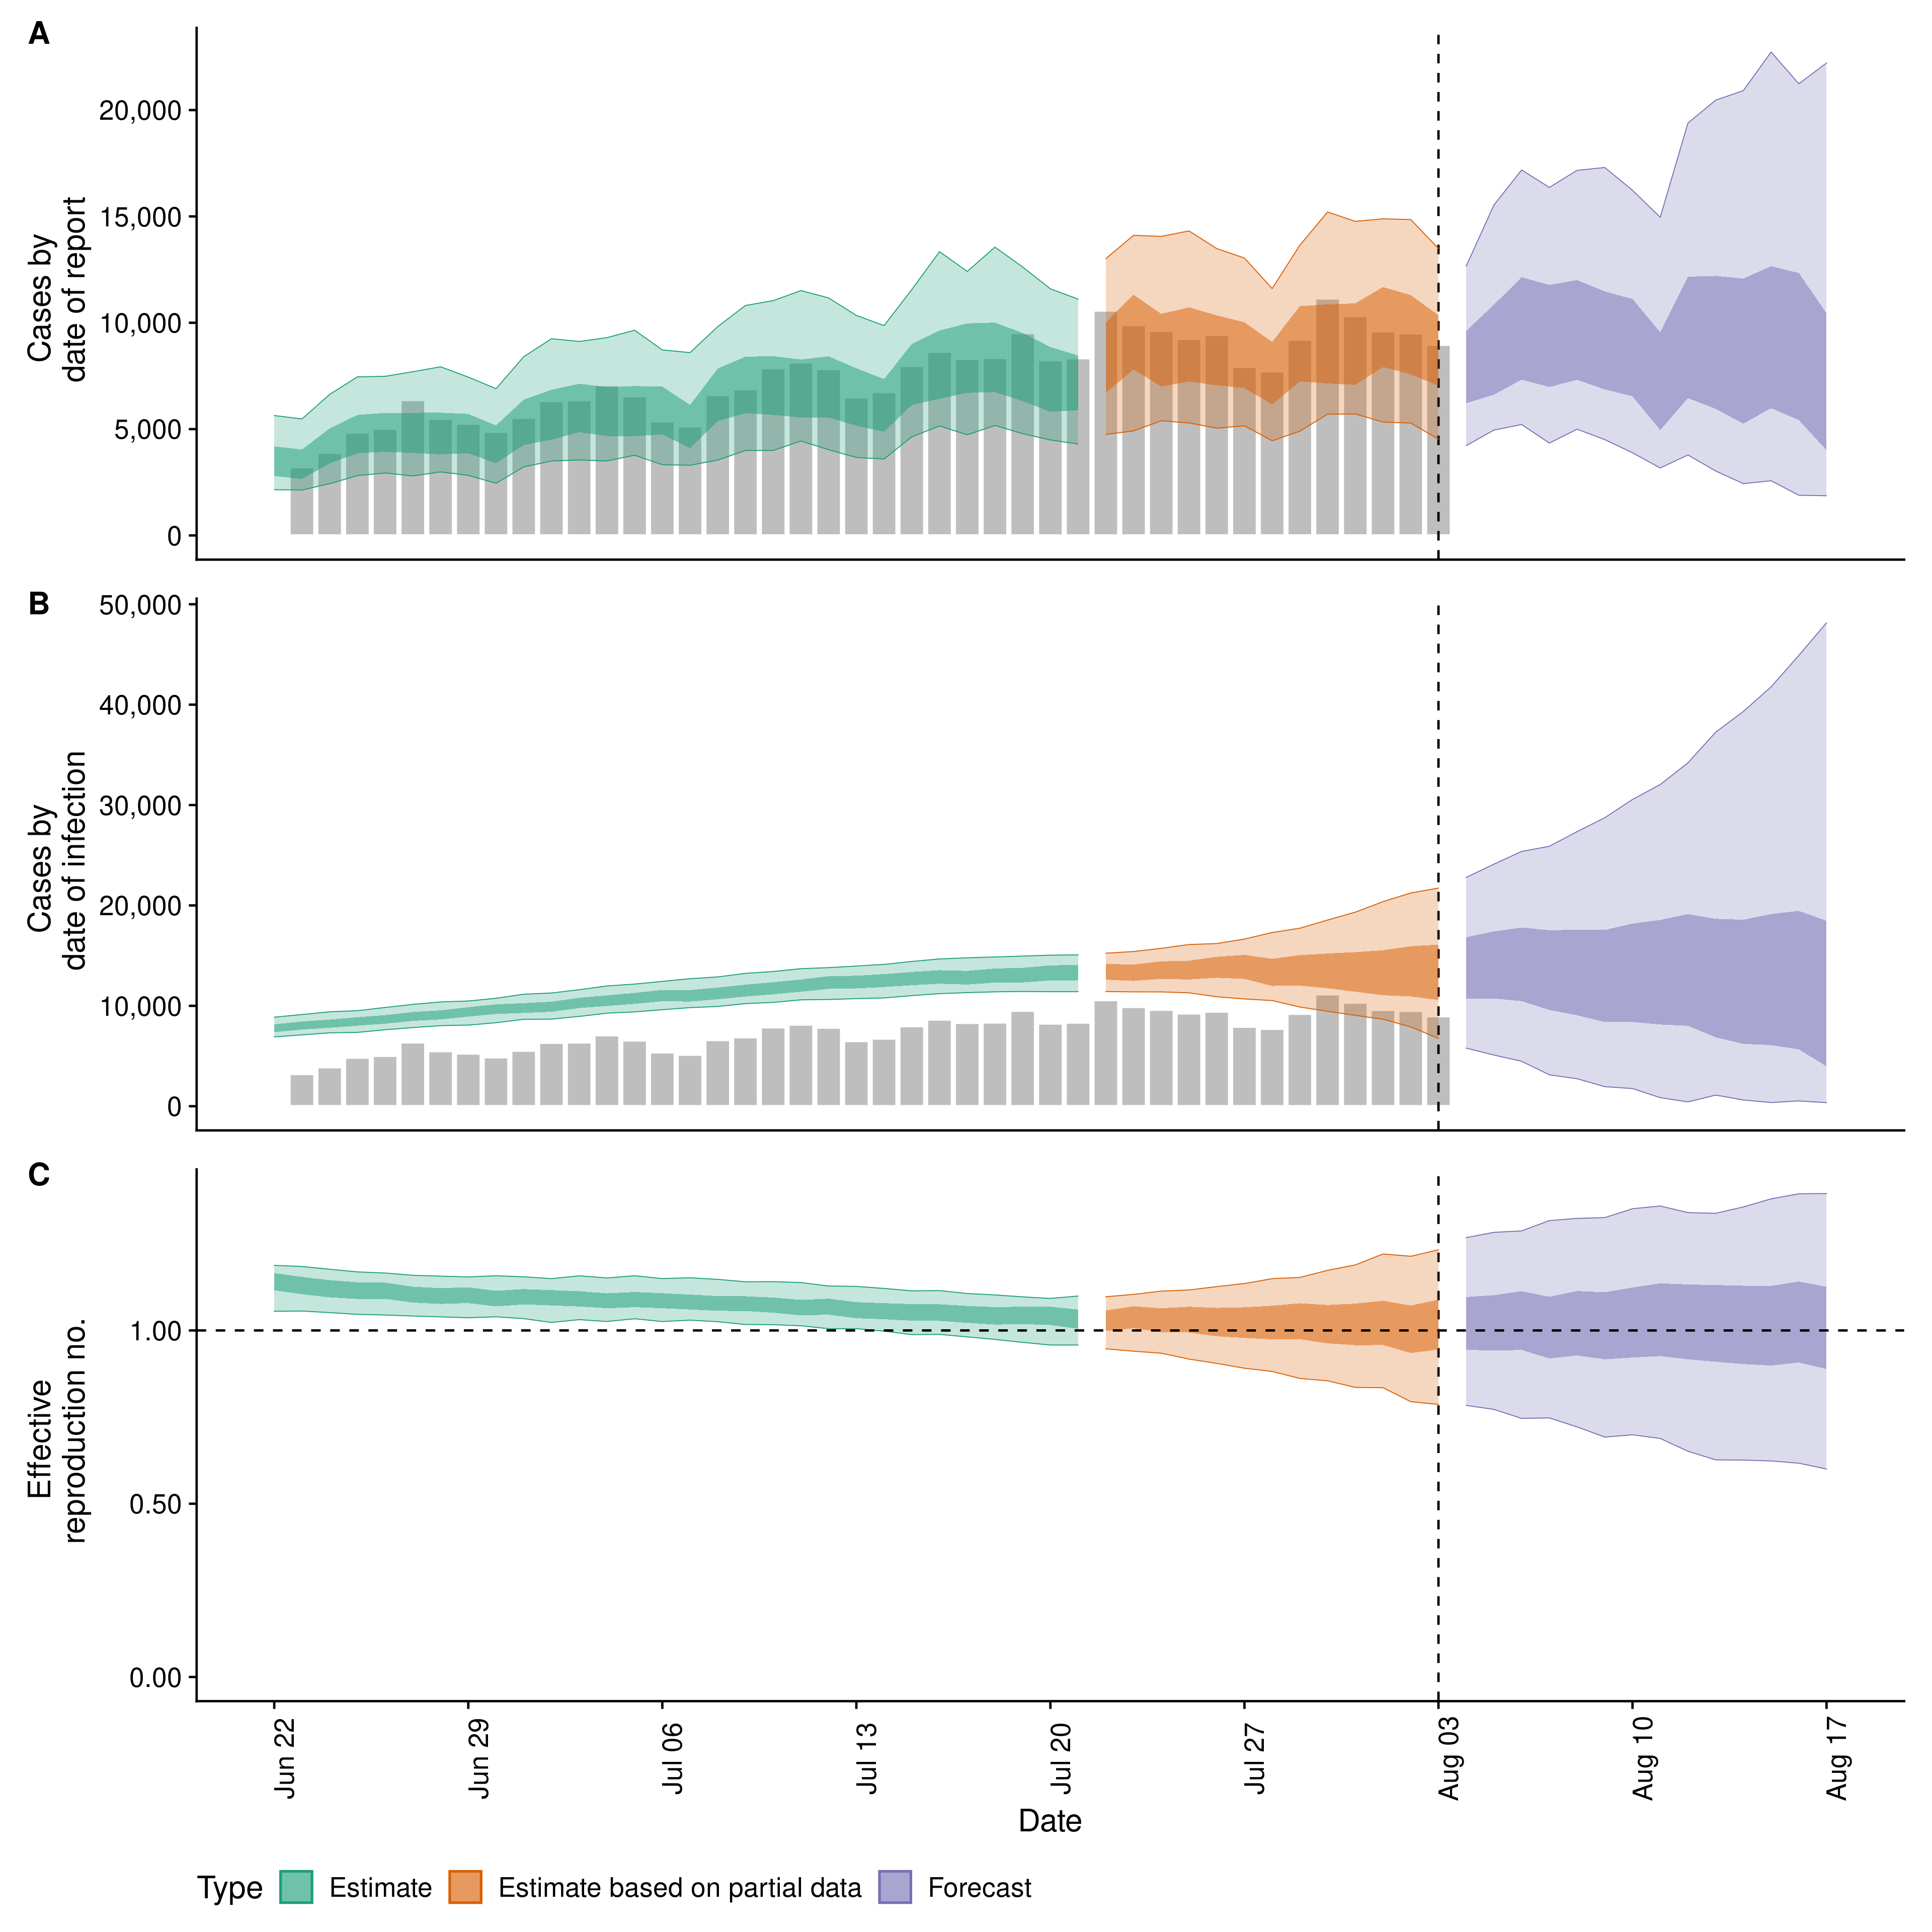 A
Cases by
date of report
20,000
15,000
10,000
5,000
0
B
Cases by
date of infection
50,000
40,000
30,000
20,000
10,000
0
C
Effective
reproduction no.
1.00
0.50
0.00
Jun 22
Jun 29
Jul 06
Jul 13
Jul 20
Jul 27
Aug 03
Aug 10
Aug 17
Date
Type Estimate Estimate based on partial data Forecast